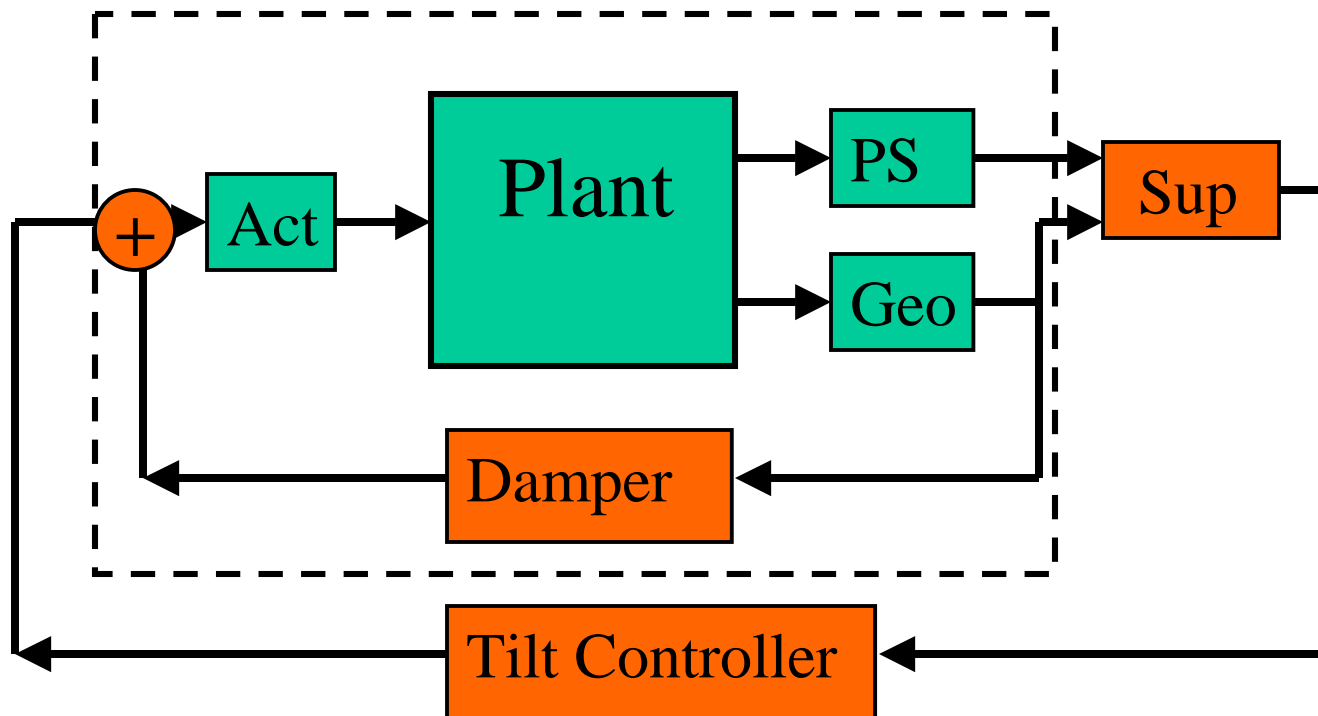 Plant
PS
Sup
+
Act
Geo
Damper
Tilt Controller